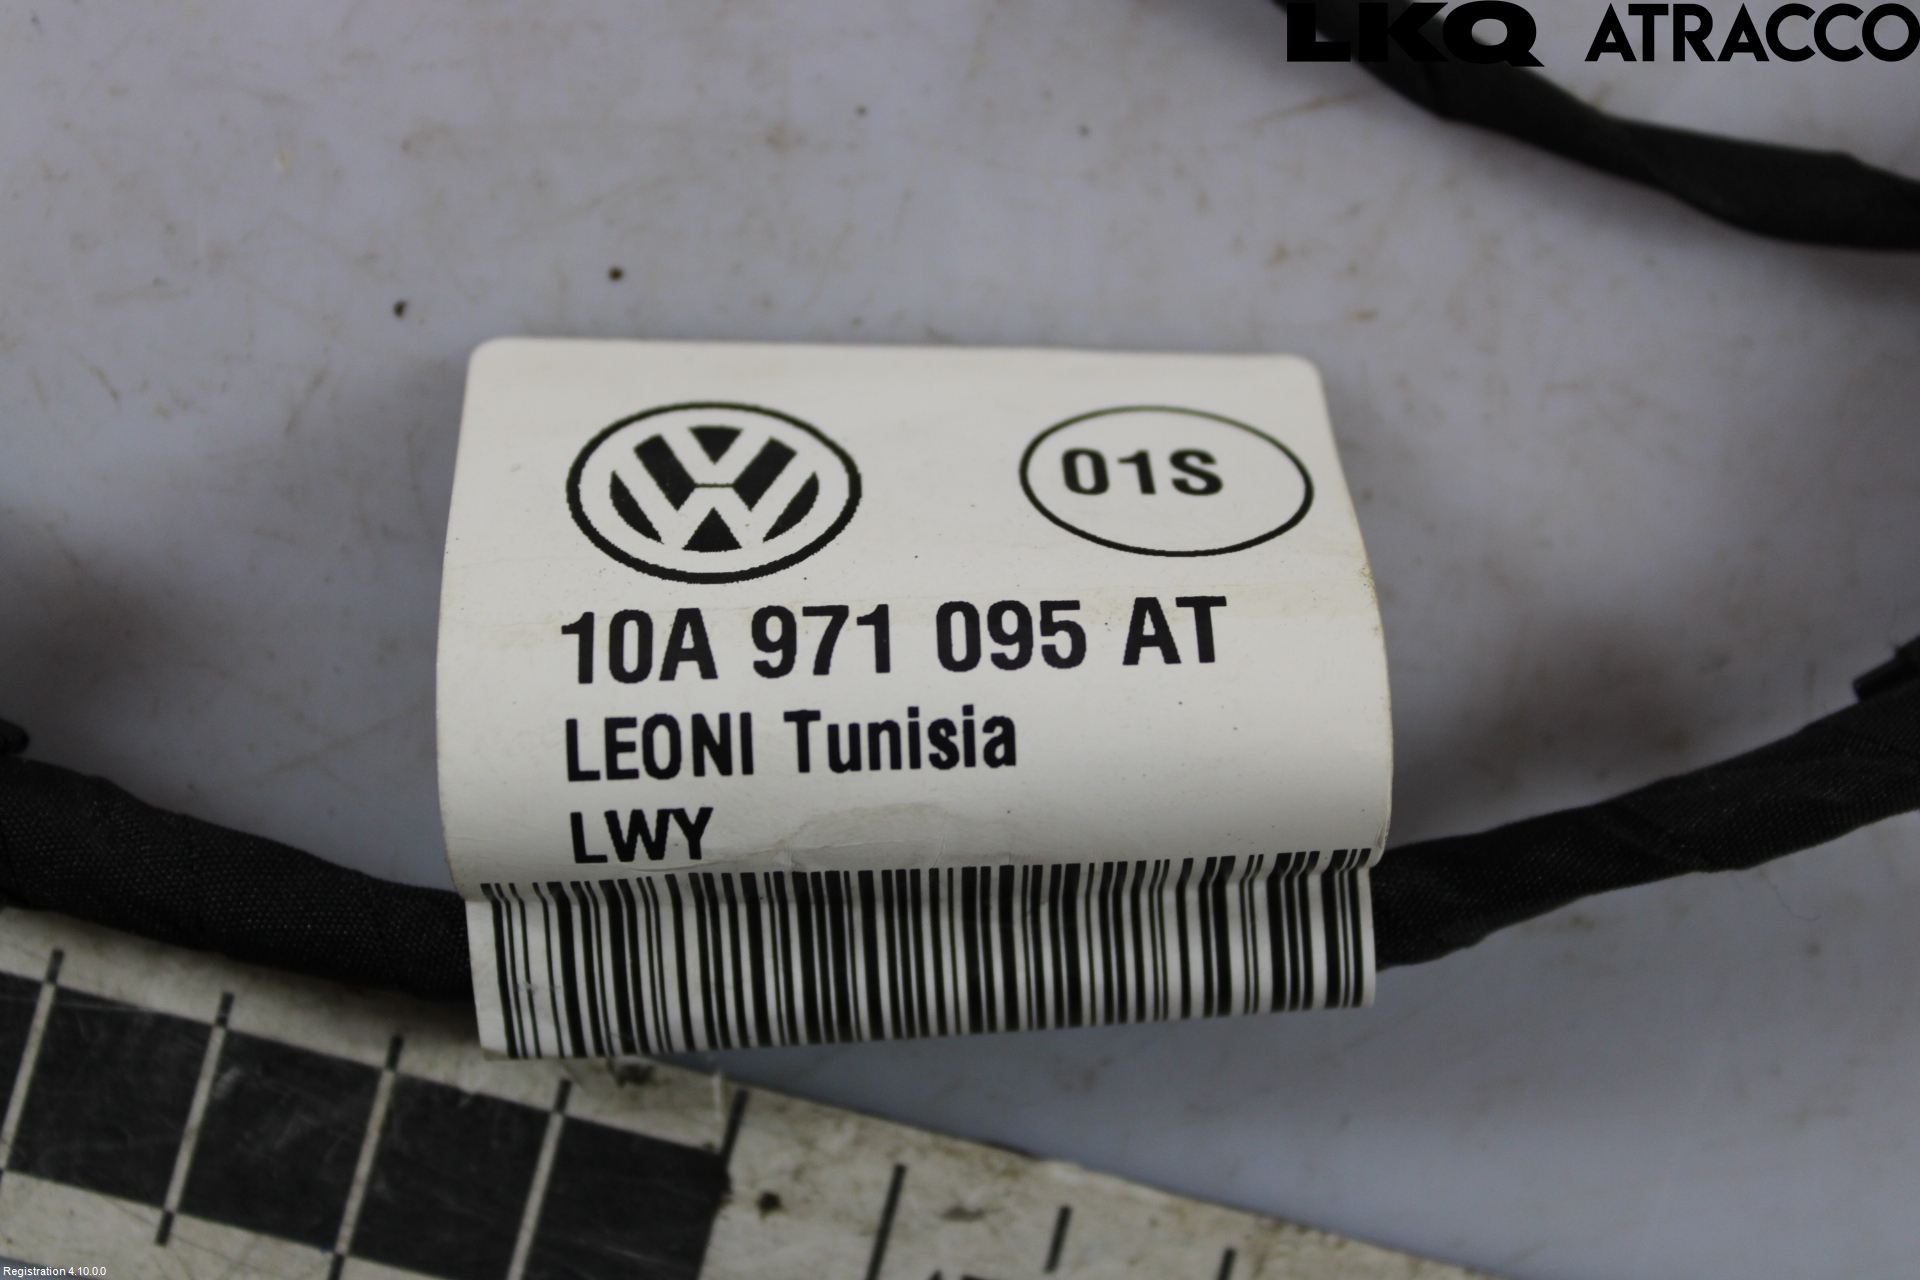 LKQ ATRACCO
01S
10A 971 095 AT
LEONI Tunisia
LWY
Registration 4.10.0.0